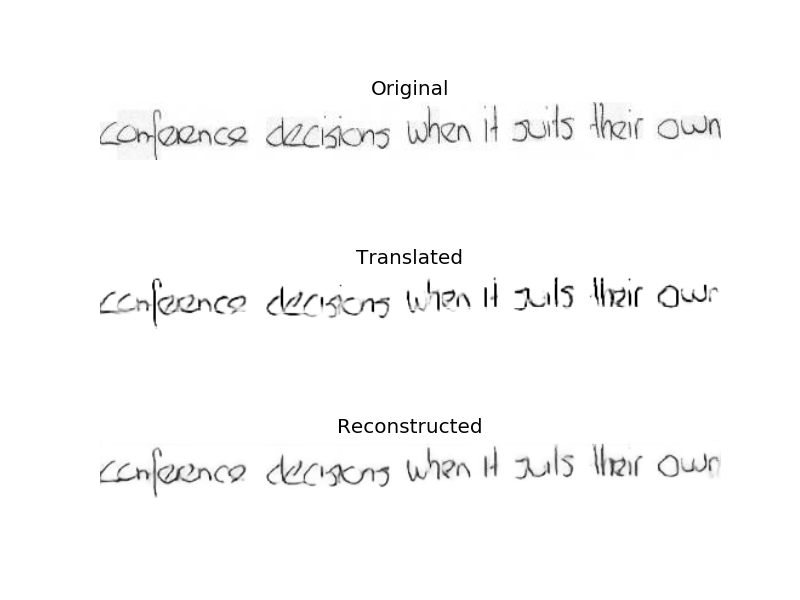 Original
conference decisions when it suits their own
Translated
conference decisions when it suits their own
Reconstructed
conference decisions when it suits their own